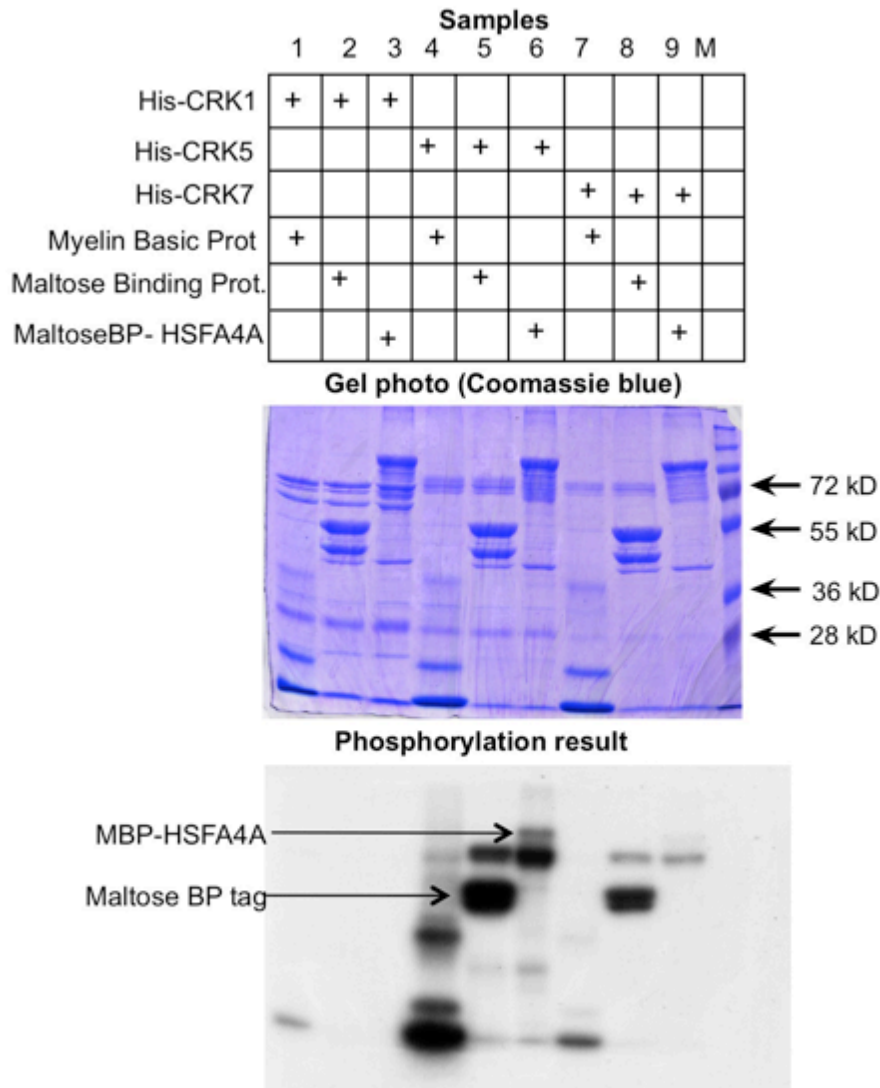 Samples
1 2 3 4 5 6 7 8 9 M
His-CRK1 + + +
His-CRK5 + + +
His-CRK7 + + +
Myelin Basic Prot + + +
Maltose Binding Prot. + + +
MaltoseBP- HSFA4A + + +
Gel photo (Coomassie blue)
72 kD
55 kD
36 kD
28 kD
Phosphorylation result
MBP-HSFA4A
Maltose BP tag